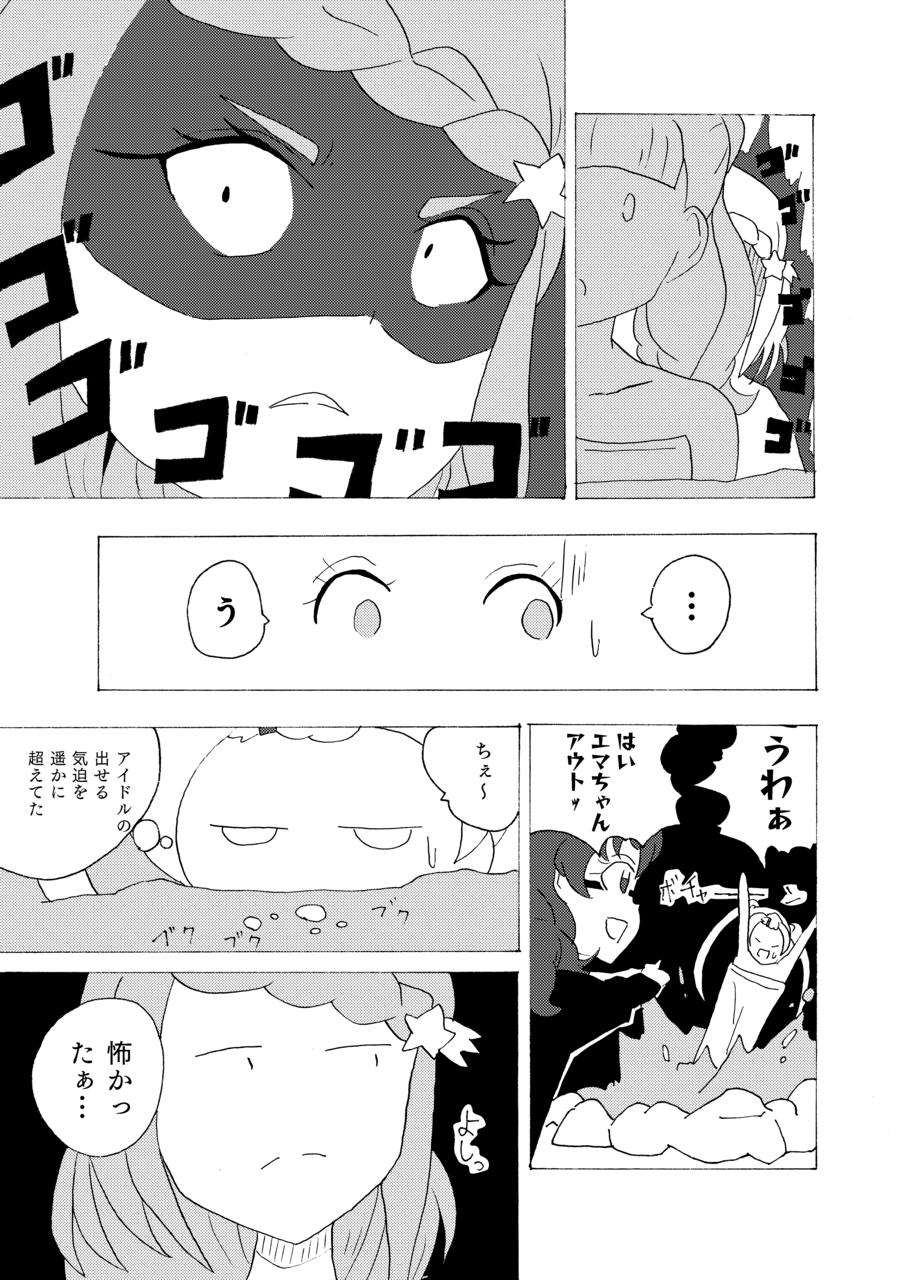 ゴゴゴゴゴ
ゴゴゴゴゴゴゴ
…
う
うわぁ
はい
エマちゃん
アウトッ
ボチャーン
ちぇ〜
アイドルの
出せる
気迫を
遥かに
超えてた
ブク
ブク
ブク
怖かっ
たぁ…
よしっ